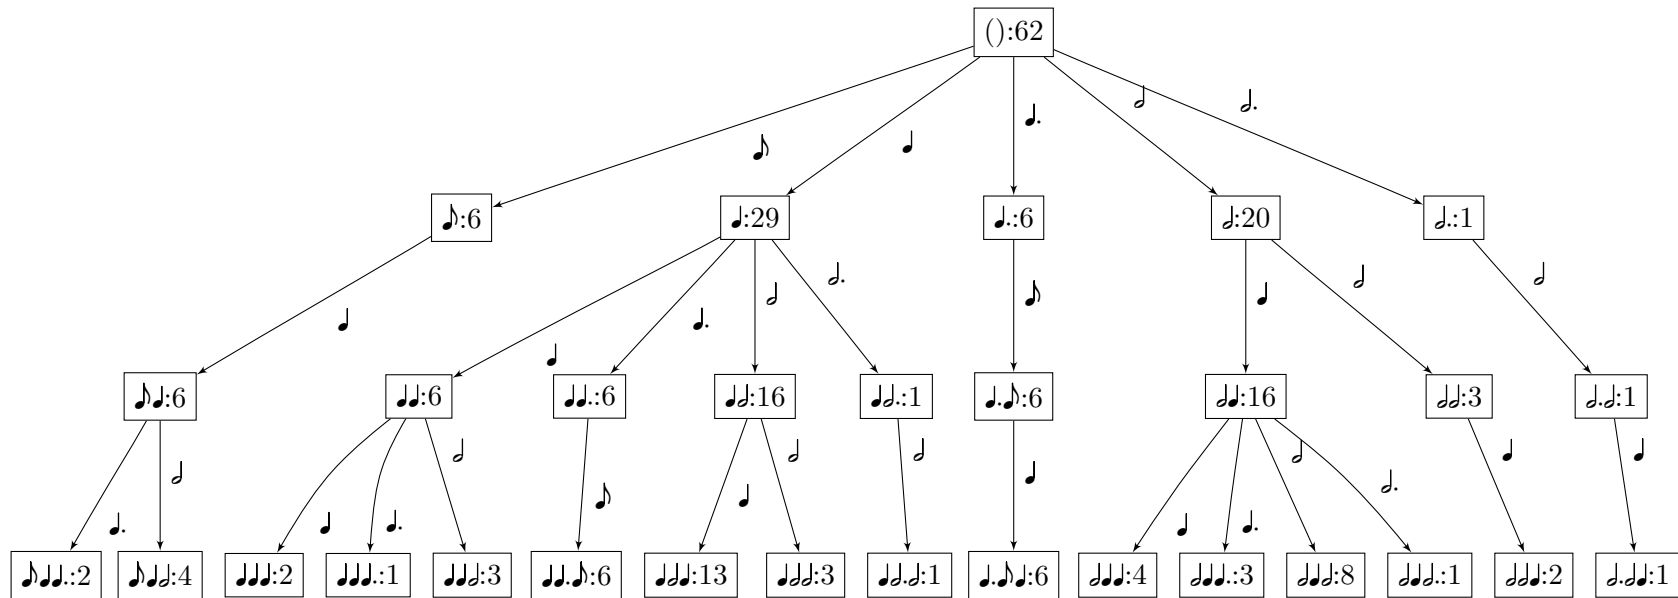 ():62
♪ ♩ ♩. 𝅗𝅥 𝅗𝅥.
♪:6 ♩:29 ♩.:6 𝅗𝅥:20 𝅗𝅥.:1
♩ ♩ ♩. 𝅗𝅥 𝅗𝅥. ♪ ♩ 𝅗𝅥 𝅗𝅥
♪♩:6 ♩♩:6 ♩♩.:6 ♩𝅗𝅥:16 ♩𝅗𝅥.:1 ♩.♪:6 𝅗𝅥♩:16 𝅗𝅥𝅗𝅥:3 𝅗𝅥.𝅗𝅥:1
♩. 𝅗𝅥 ♩ ♩. 𝅗𝅥 ♪ ♩ 𝅗𝅥 𝅗𝅥 ♩ ♩ ♩. 𝅗𝅥 𝅗𝅥. ♩ ♩
♪♩♩.:2 ♪♩𝅗𝅥:4 ♩♩♩:2 ♩♩♩.:1 ♩♩𝅗𝅥:3 ♩♩.♪:6 ♩𝅗𝅥♩:13 ♩𝅗𝅥𝅗𝅥:3 ♩𝅗𝅥.𝅗𝅥:1 ♩.♪♩:6 𝅗𝅥♩♩:4 𝅗𝅥♩♩.:3 𝅗𝅥♩𝅗𝅥:8 𝅗𝅥♩𝅗𝅥.:1 𝅗𝅥𝅗𝅥♩:2 𝅗𝅥.𝅗𝅥♩:1